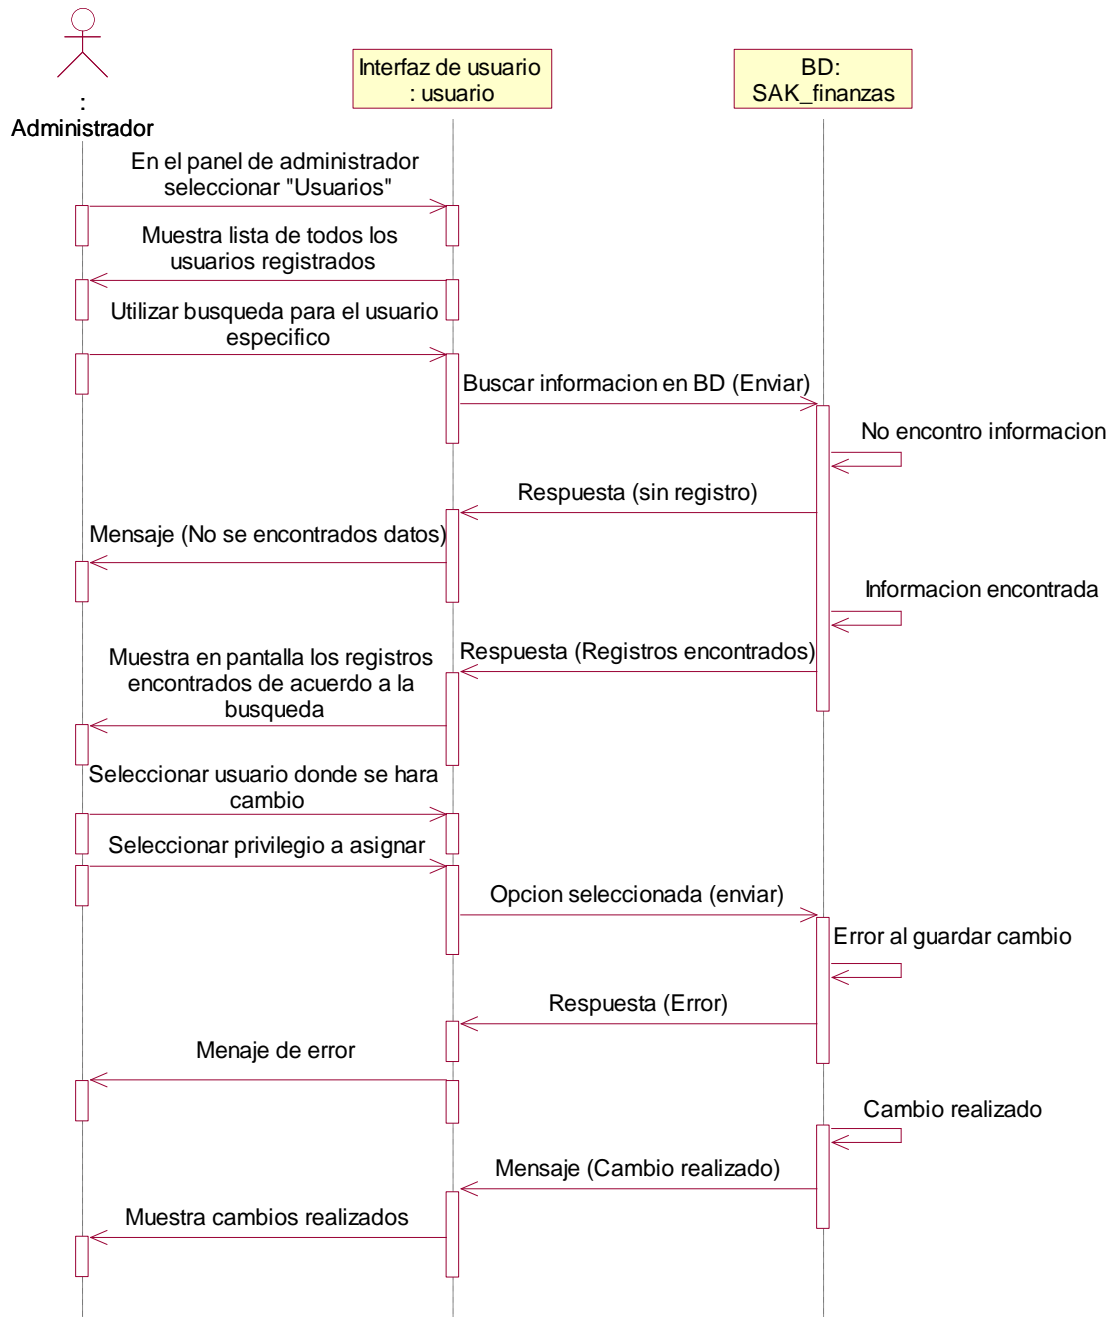 :
Administrador
Interfaz de usuario
: usuario
BD:
SAK_finanzas
En el panel de administrador
seleccionar "Usuarios"
Muestra lista de todos los
usuarios registrados
Utilizar busqueda para el usuario
especifico
Buscar informacion en BD (Enviar)
No encontro informacion
Respuesta (sin registro)
Mensaje (No se encontrados datos)
Informacion encontrada
Respuesta (Registros encontrados)
Muestra en pantalla los registros
encontrados de acuerdo a la
busqueda
Seleccionar usuario donde se hara
cambio
Seleccionar privilegio a asignar
Opcion seleccionada (enviar)
Error al guardar cambio
Respuesta (Error)
Menaje de error
Cambio realizado
Mensaje (Cambio realizado)
Muestra cambios realizados